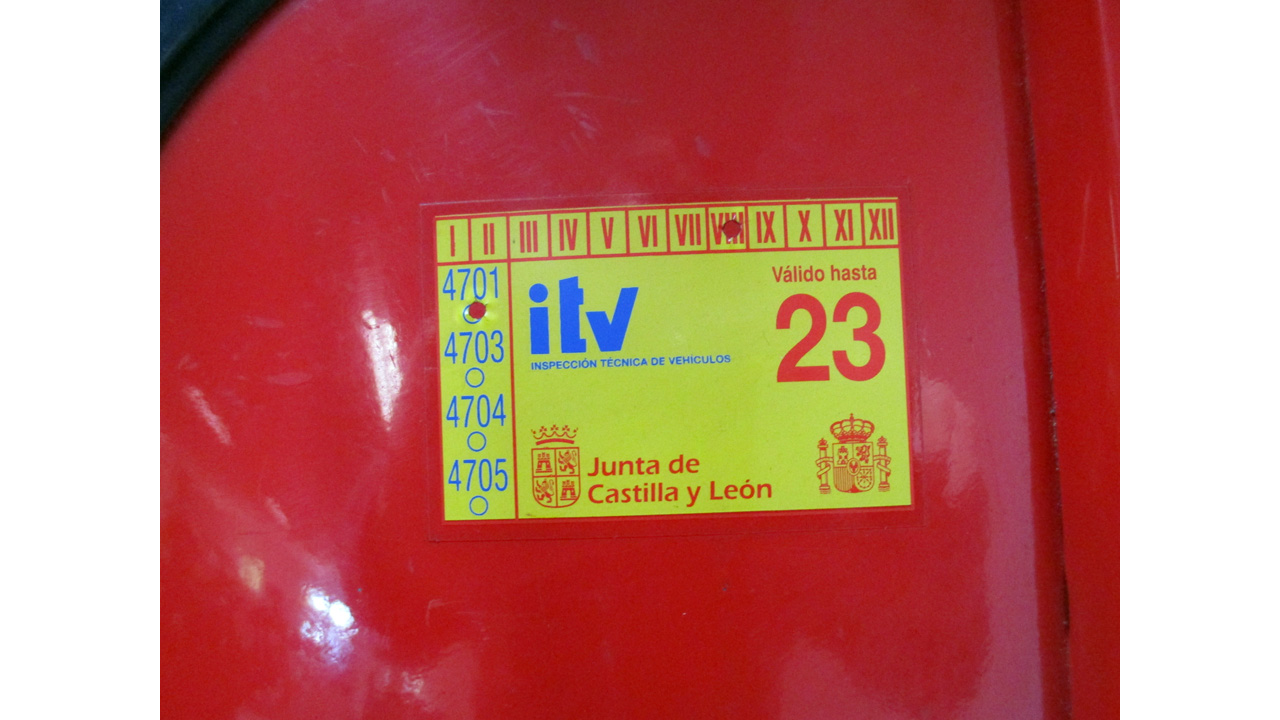 I II III IV V VI VII VIII IX X XI XII
4701
4703
4704
4705
itv
INSPECCIÓN TÉCNICA DE VEHÍCULOS
Válido hasta
23
Junta de
Castilla y León